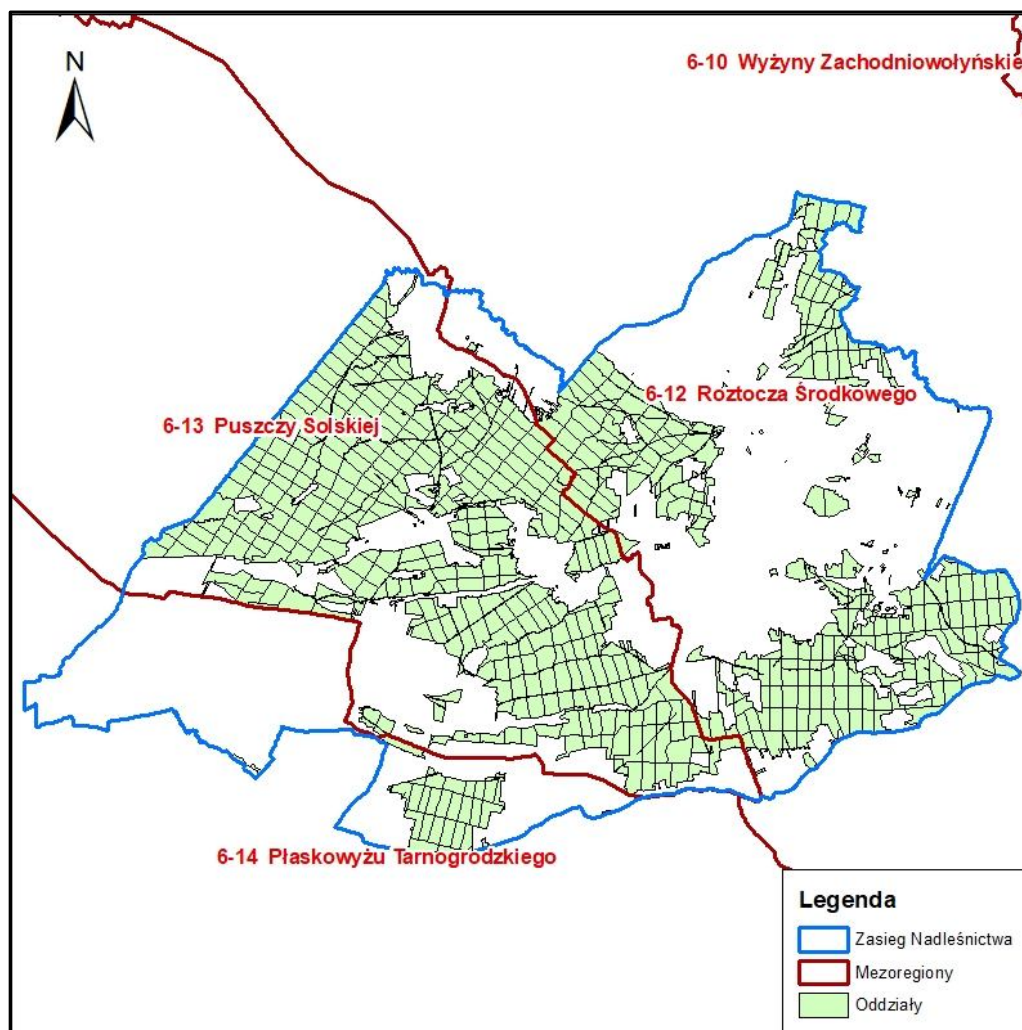 N
6-10 Wyżyny Zachodniowołyńskie
6-12 Roztocza Środkowego
6-13 Puszczy Solskiej
6-14 Płaskowyżu Tarnogrodzkiego
Legenda
Zasieg Nadleśnictwa
Mezoregiony
Oddziały